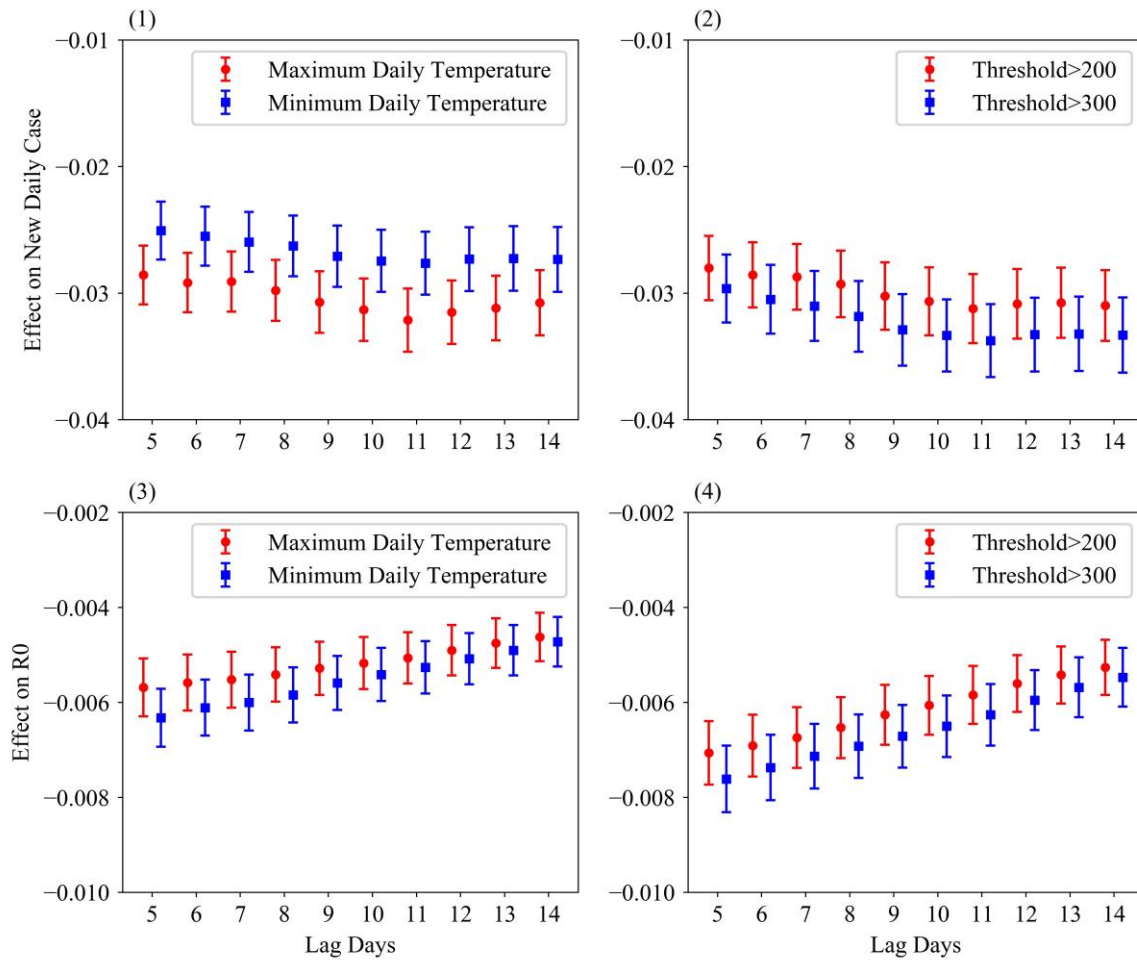 (1)
Effect on New Daily Case
−0.01
−0.02
−0.03
−0.04
Maximum Daily Temperature
Minimum Daily Temperature
5 6 7 8 9 10 11 12 13 14
(2)
−0.01
−0.02
−0.03
−0.04
Threshold>200
Threshold>300
5 6 7 8 9 10 11 12 13 14
(3)
Effect on R0
−0.002
−0.004
−0.006
−0.008
−0.010
Maximum Daily Temperature
Minimum Daily Temperature
5 6 7 8 9 10 11 12 13 14
Lag Days
(4)
−0.002
−0.004
−0.006
−0.008
−0.010
Threshold>200
Threshold>300
5 6 7 8 9 10 11 12 13 14
Lag Days